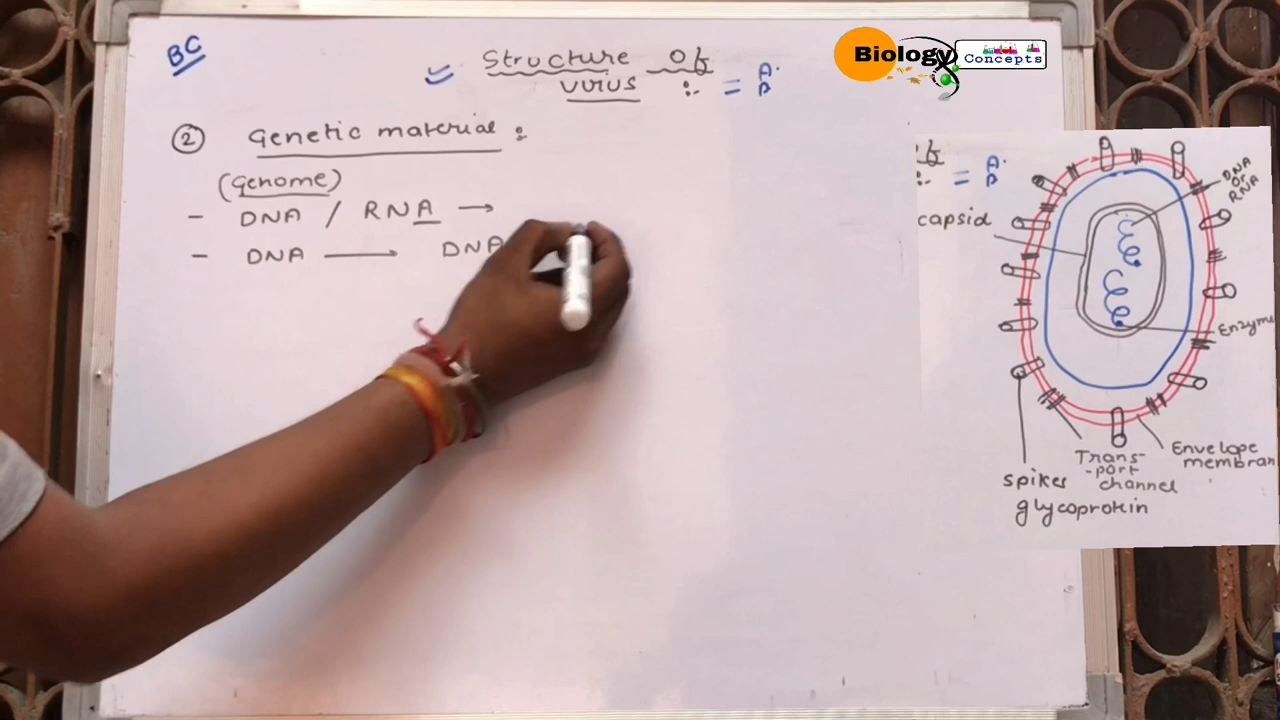 BC
Structure Of
virus :- = A.
B
Biology
Concepts
② Genetic material :
(Genome)
- DNA / RNA →
- DNA → DNA
:- = A.
B
DNA
Or
RNA
capsid
Enzyme
Envelope
membran
Trans-
-port
channel
spikes
glycoprotein